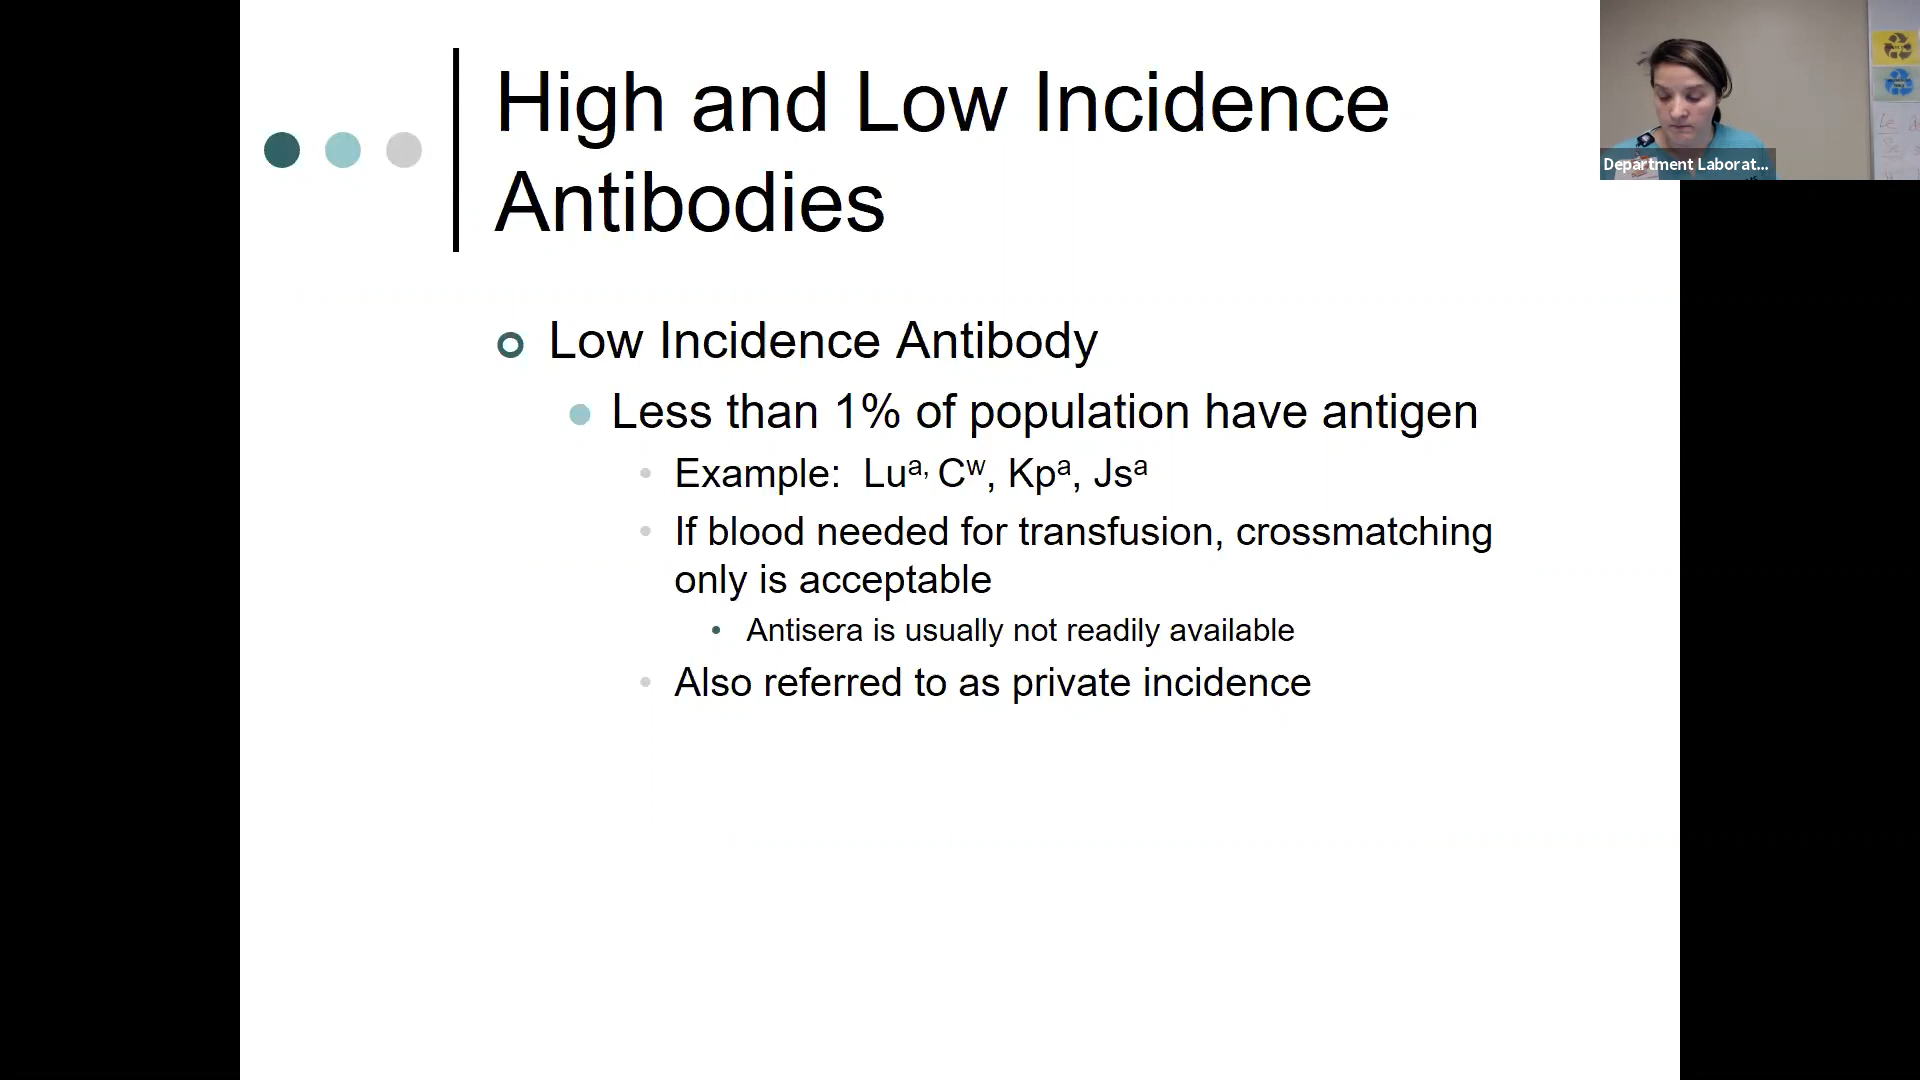 High and Low Incidence
Antibodies
Low Incidence Antibody
Less than 1% of population have antigen
Example: Luᵃ, Cʷ, Kpᵃ, Jsᵃ
If blood needed for transfusion, crossmatching
only is acceptable
Antisera is usually not readily available
Also referred to as private incidence
Department Laborat...